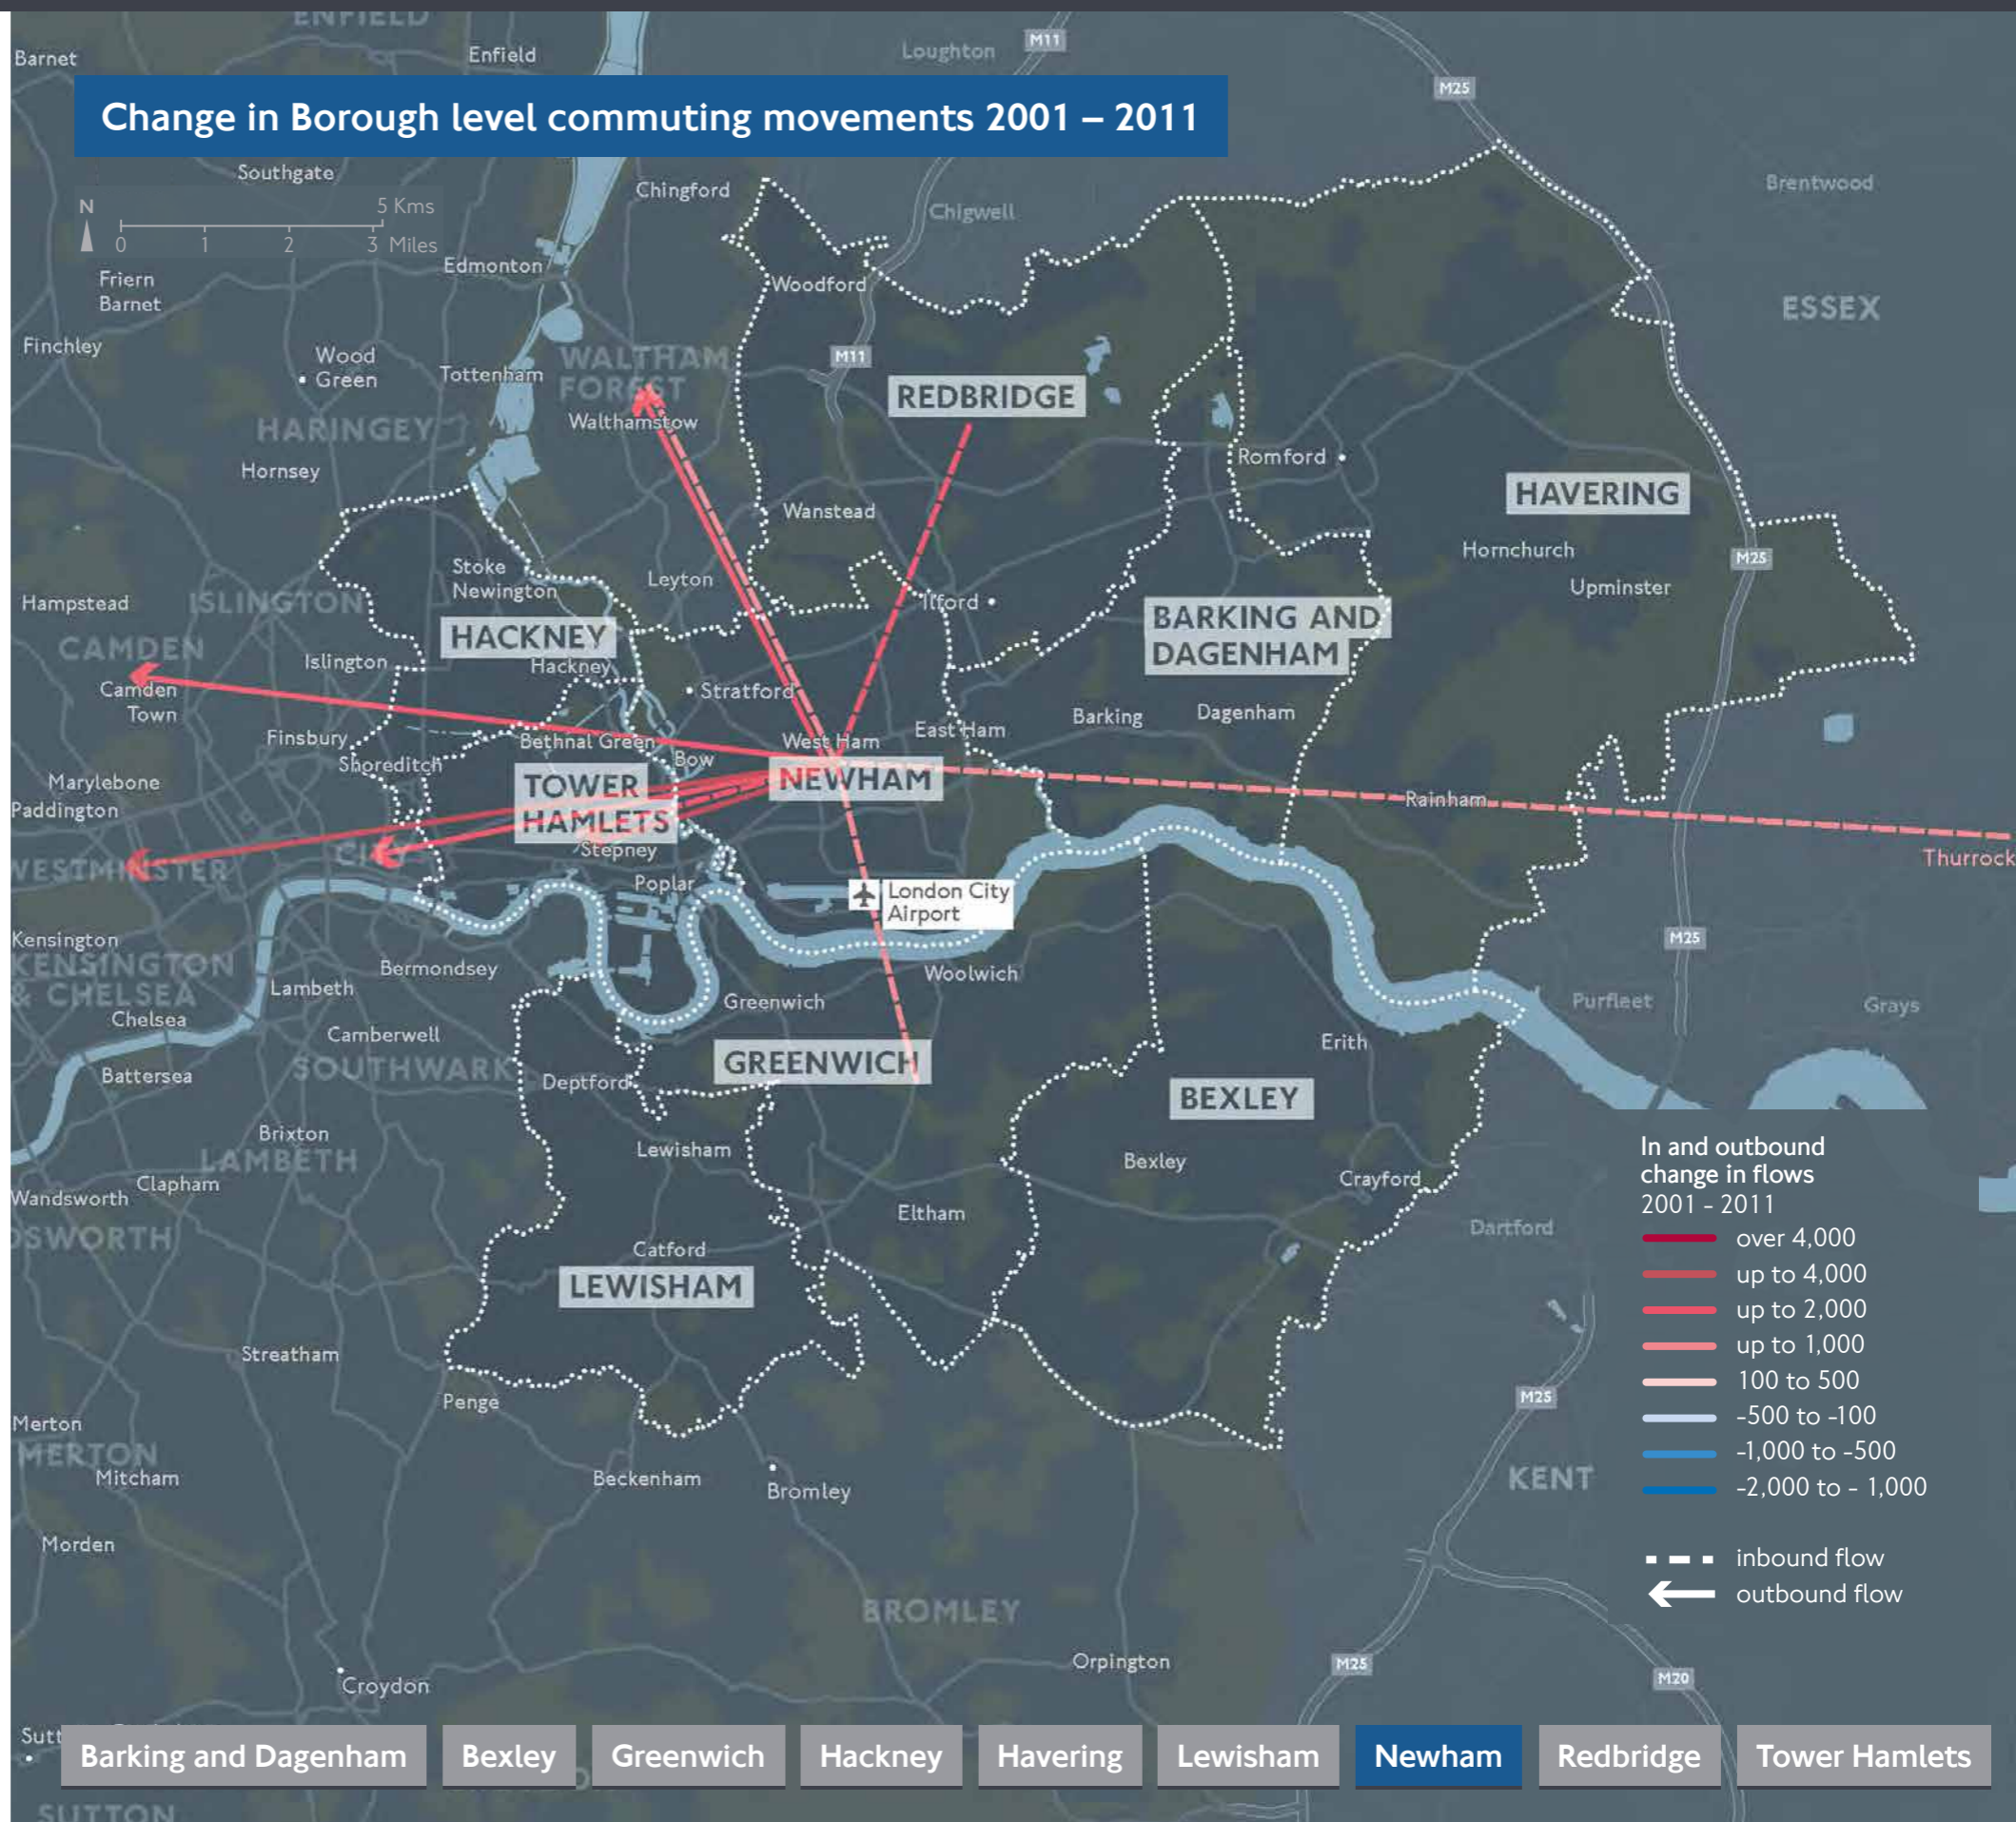 ENFIELD
Barnet
Enfield
Loughton
M11
M25
Change in Borough level commuting movements 2001 – 2011
Southgate
Chingford
Brentwood
N
5 Kms
0 1 2 3 Miles
Chigwell
Edmonton
Friern
Barnet
Woodford
ESSEX
Finchley
Wood
Green
Tottenham
WALTHAM
FOREST
M11
REDBRIDGE
Walthamstow
HARINGEY
Hornsey
Romford
HAVERING
Wanstead
Hornchurch
M25
Upminster
Stoke
Newington
Leyton
Hampstead
ISLINGTON
Ilford
BARKING AND
DAGENHAM
HACKNEY
CAMDEN
Islington
Hackney
Camden
Town
Stratford
Barking
Dagenham
Finsbury
Bethnal Green
West Ham
East Ham
Shoreditch
Bow
Marylebone
TOWER
HAMLETS
NEWHAM
Paddington
Rainham
Stepney
Thurrock
WESTMINSTER
Poplar
London City
Airport
Kensington
KENSINGTON
& CHELSEA
Bermondsey
Woolwich
M25
Lambeth
Greenwich
Purfleet
Grays
Chelsea
Camberwell
Erith
SOUTHWARK
GREENWICH
Battersea
Deptford
BEXLEY
Brixton
LAMBETH
Lewisham
Bexley
Clapham
Crayford
Wandsworth
Eltham
Dartford
DSWORTH
Catford
LEWISHAM
Streatham
Penge
M25
Merton
MERTON
Mitcham
Beckenham
Bromley
KENT
Morden
BROMLEY
Orpington
M25
M20
Croydon
In and outbound
change in flows
2001 - 2011
over 4,000
up to 4,000
up to 2,000
up to 1,000
100 to 500
-500 to -100
-1,000 to -500
-2,000 to - 1,000
inbound flow
outbound flow
Sutt
Barking and Dagenham
Bexley
Greenwich
Hackney
Havering
Lewisham
Newham
Redbridge
Tower Hamlets
SUTTON